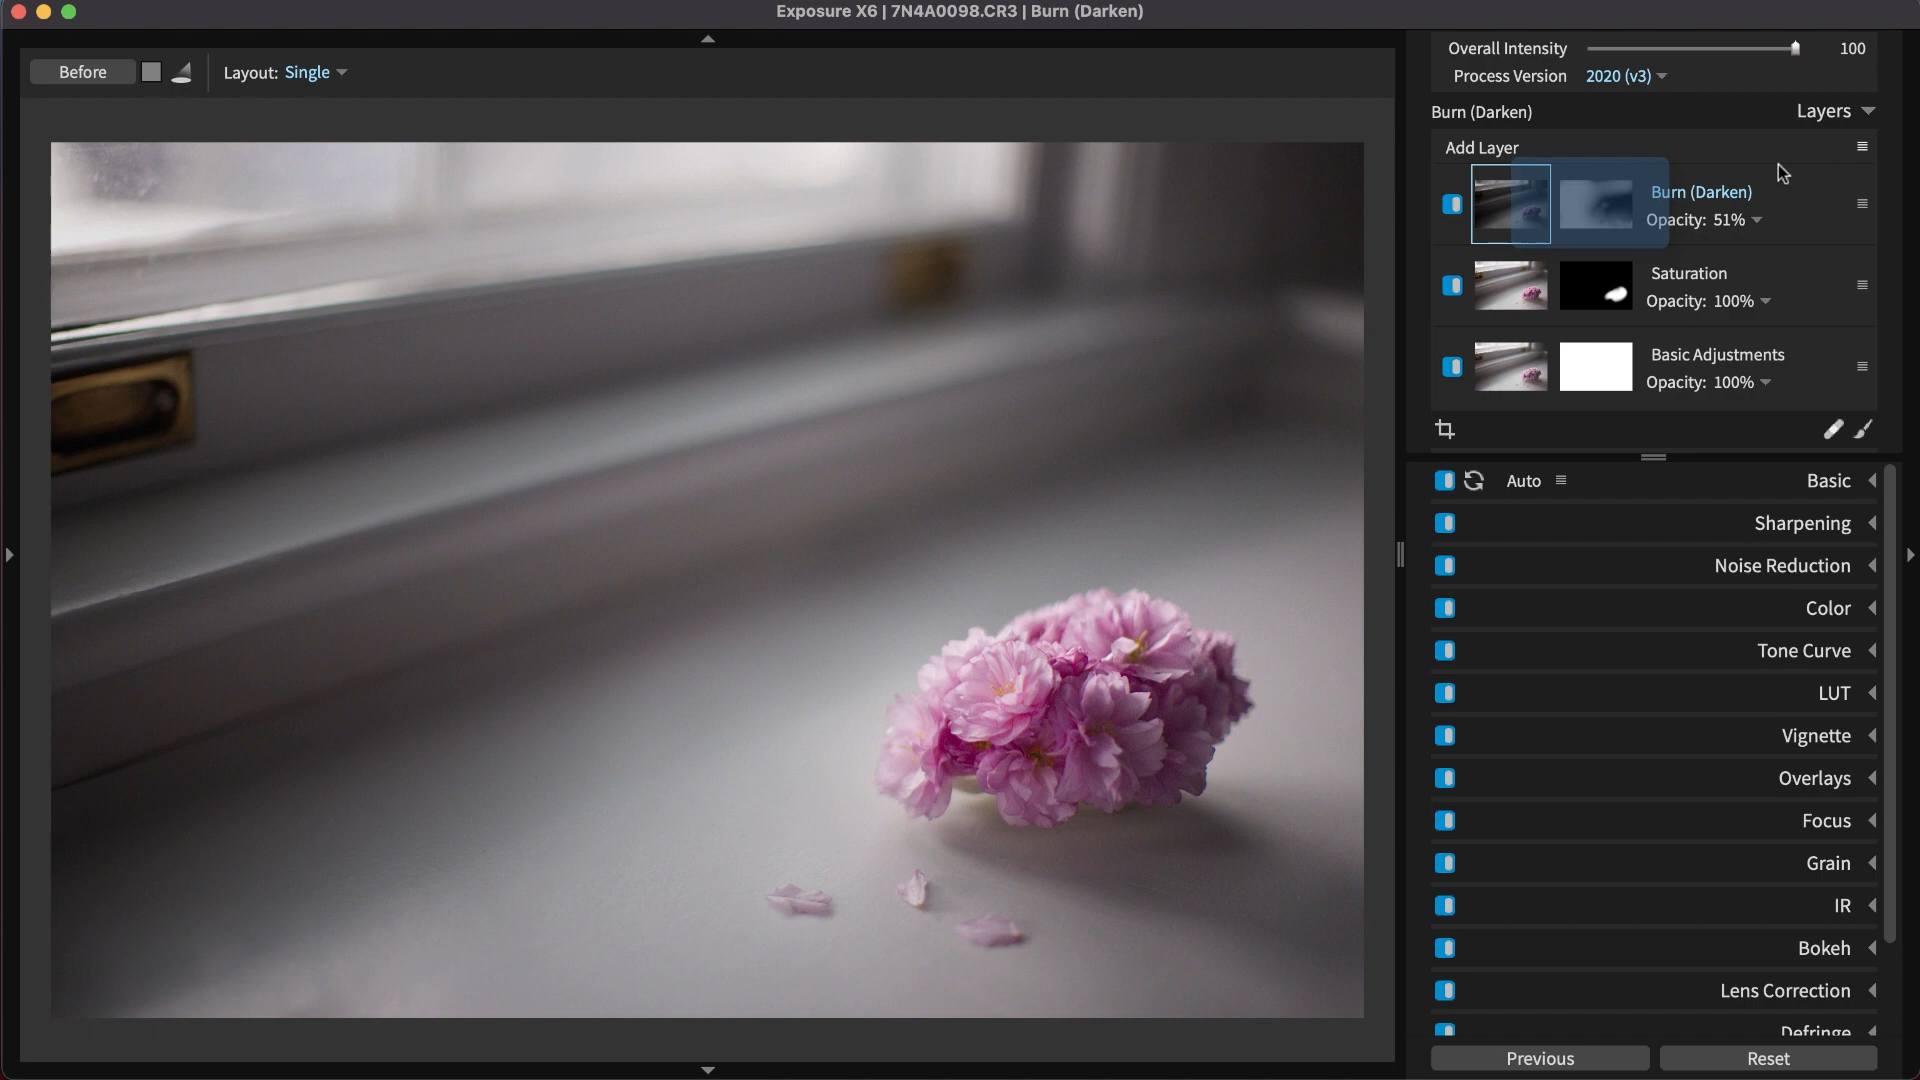 Exposure X6 | 7N4A0098.CR3 | Burn (Darken)
Before
Layout: Single
Overall Intensity 100
Process Version 2020 (v3)
Burn (Darken) Layers
Add Layer
Burn (Darken)
Opacity: 51%
Saturation
Opacity: 100%
Basic Adjustments
Opacity: 100%
Auto Basic
Sharpening
Noise Reduction
Color
Tone Curve
LUT
Vignette
Overlays
Focus
Grain
IR
Bokeh
Lens Correction
Defringe
Previous Reset